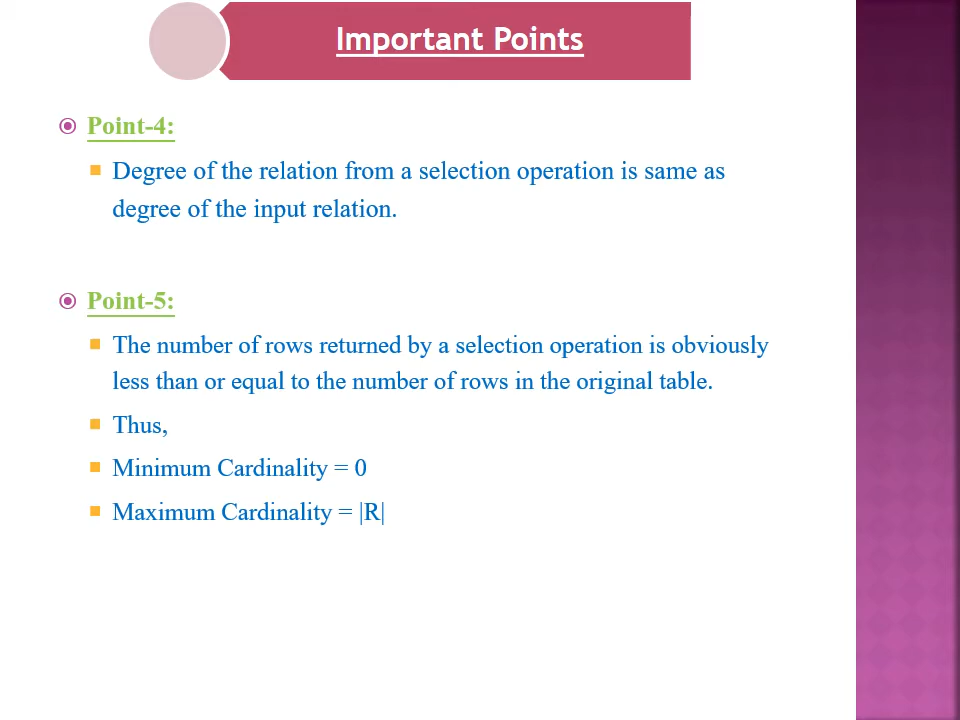 Important Points
Point-4:
Degree of the relation from a selection operation is same as
degree of the input relation.
Point-5:
The number of rows returned by a selection operation is obviously
less than or equal to the number of rows in the original table.
Thus,
Minimum Cardinality = 0
Maximum Cardinality = |R|